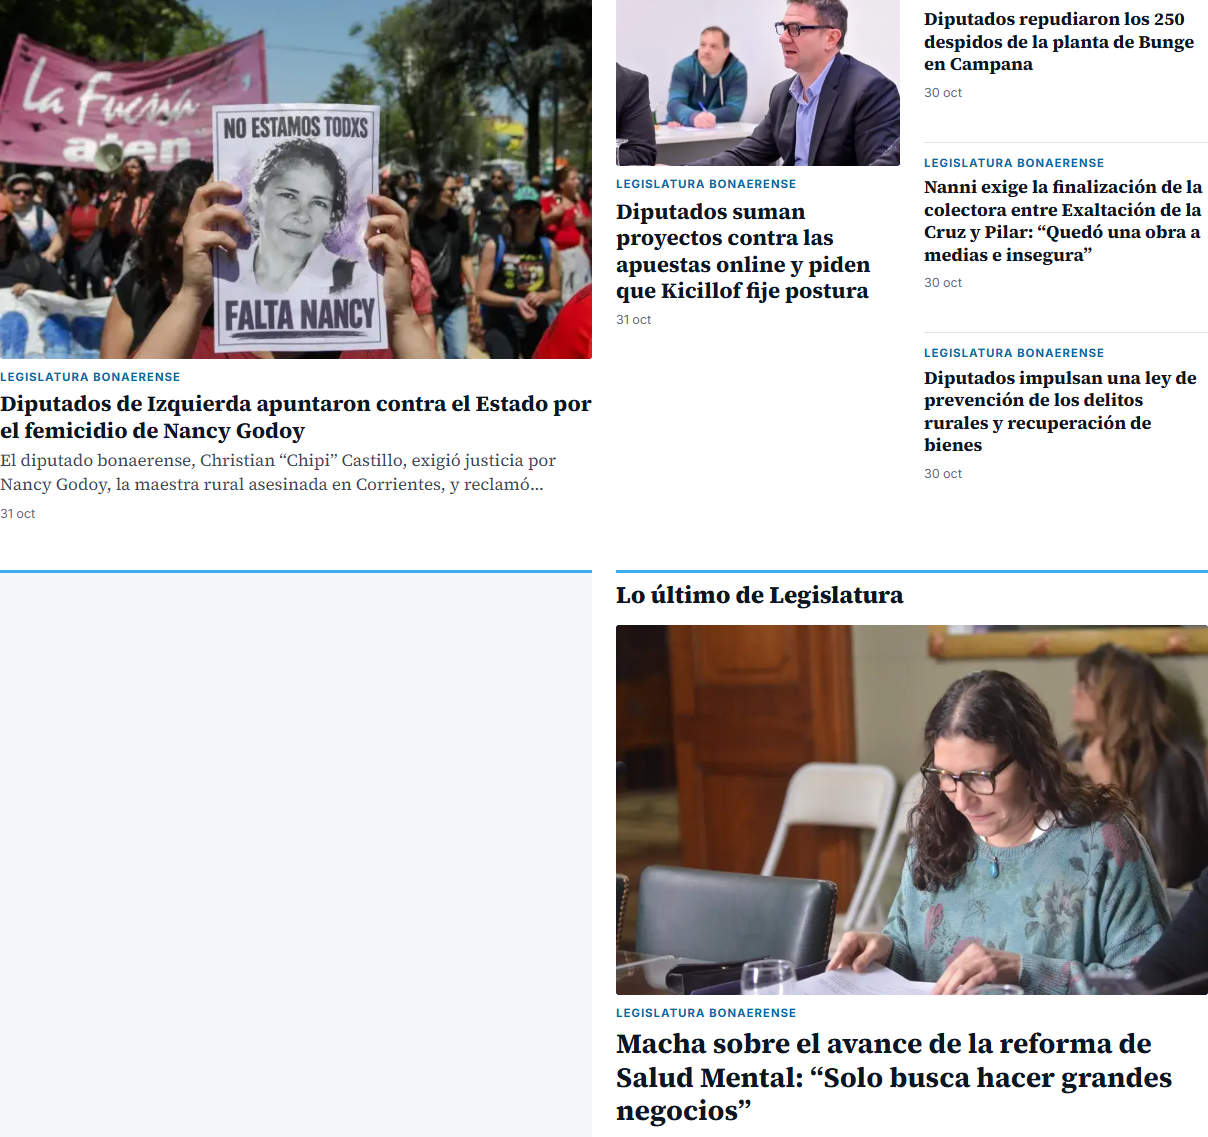 La Fucsia
aten
NO ESTAMOS TODXS
FALTA NANCY
LEGISLATURA BONAERENSE
Diputados de Izquierda apuntaron contra el Estado por
el femicidio de Nancy Godoy
El diputado bonaerense, Christian “Chipi” Castillo, exigió justicia por
Nancy Godoy, la maestra rural asesinada en Corrientes, y reclamó...
31 oct
LEGISLATURA BONAERENSE
Diputados suman
proyectos contra las
apuestas online y piden
que Kicillof fije postura
31 oct
Diputados repudiaron los 250
despidos de la planta de Bunge
en Campana
30 oct
LEGISLATURA BONAERENSE
Nanni exige la finalización de la
colectora entre Exaltación de la
Cruz y Pilar: “Quedó una obra a
medias e insegura”
30 oct
LEGISLATURA BONAERENSE
Diputados impulsan una ley de
prevención de los delitos
rurales y recuperación de
bienes
30 oct
Lo último de Legislatura
LEGISLATURA BONAERENSE
Macha sobre el avance de la reforma de
Salud Mental: “Solo busca hacer grandes
negocios”